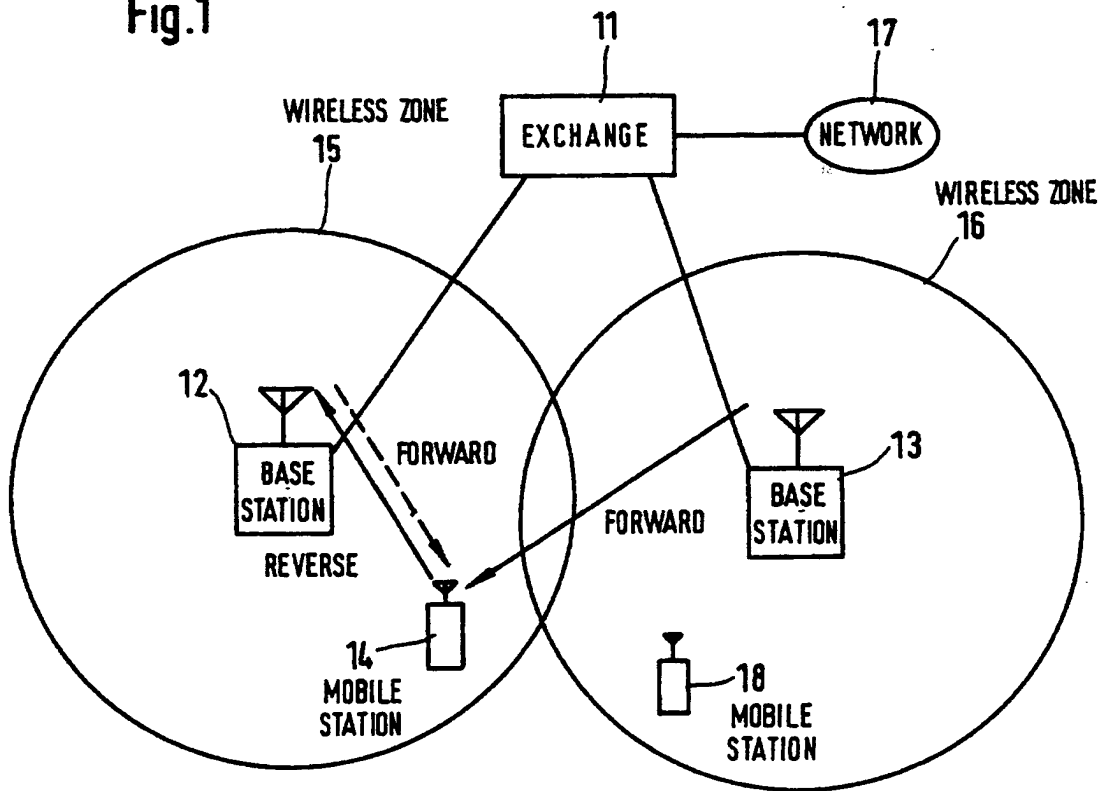 Fig.1
11
17
EXCHANGE
NETWORK
WIRELESS ZONE
15
WIRELESS ZONE
16
12
BASE
STATION
FORWARD
REVERSE
FORWARD
13
BASE
STATION
14
MOBILE
STATION
18
MOBILE
STATION